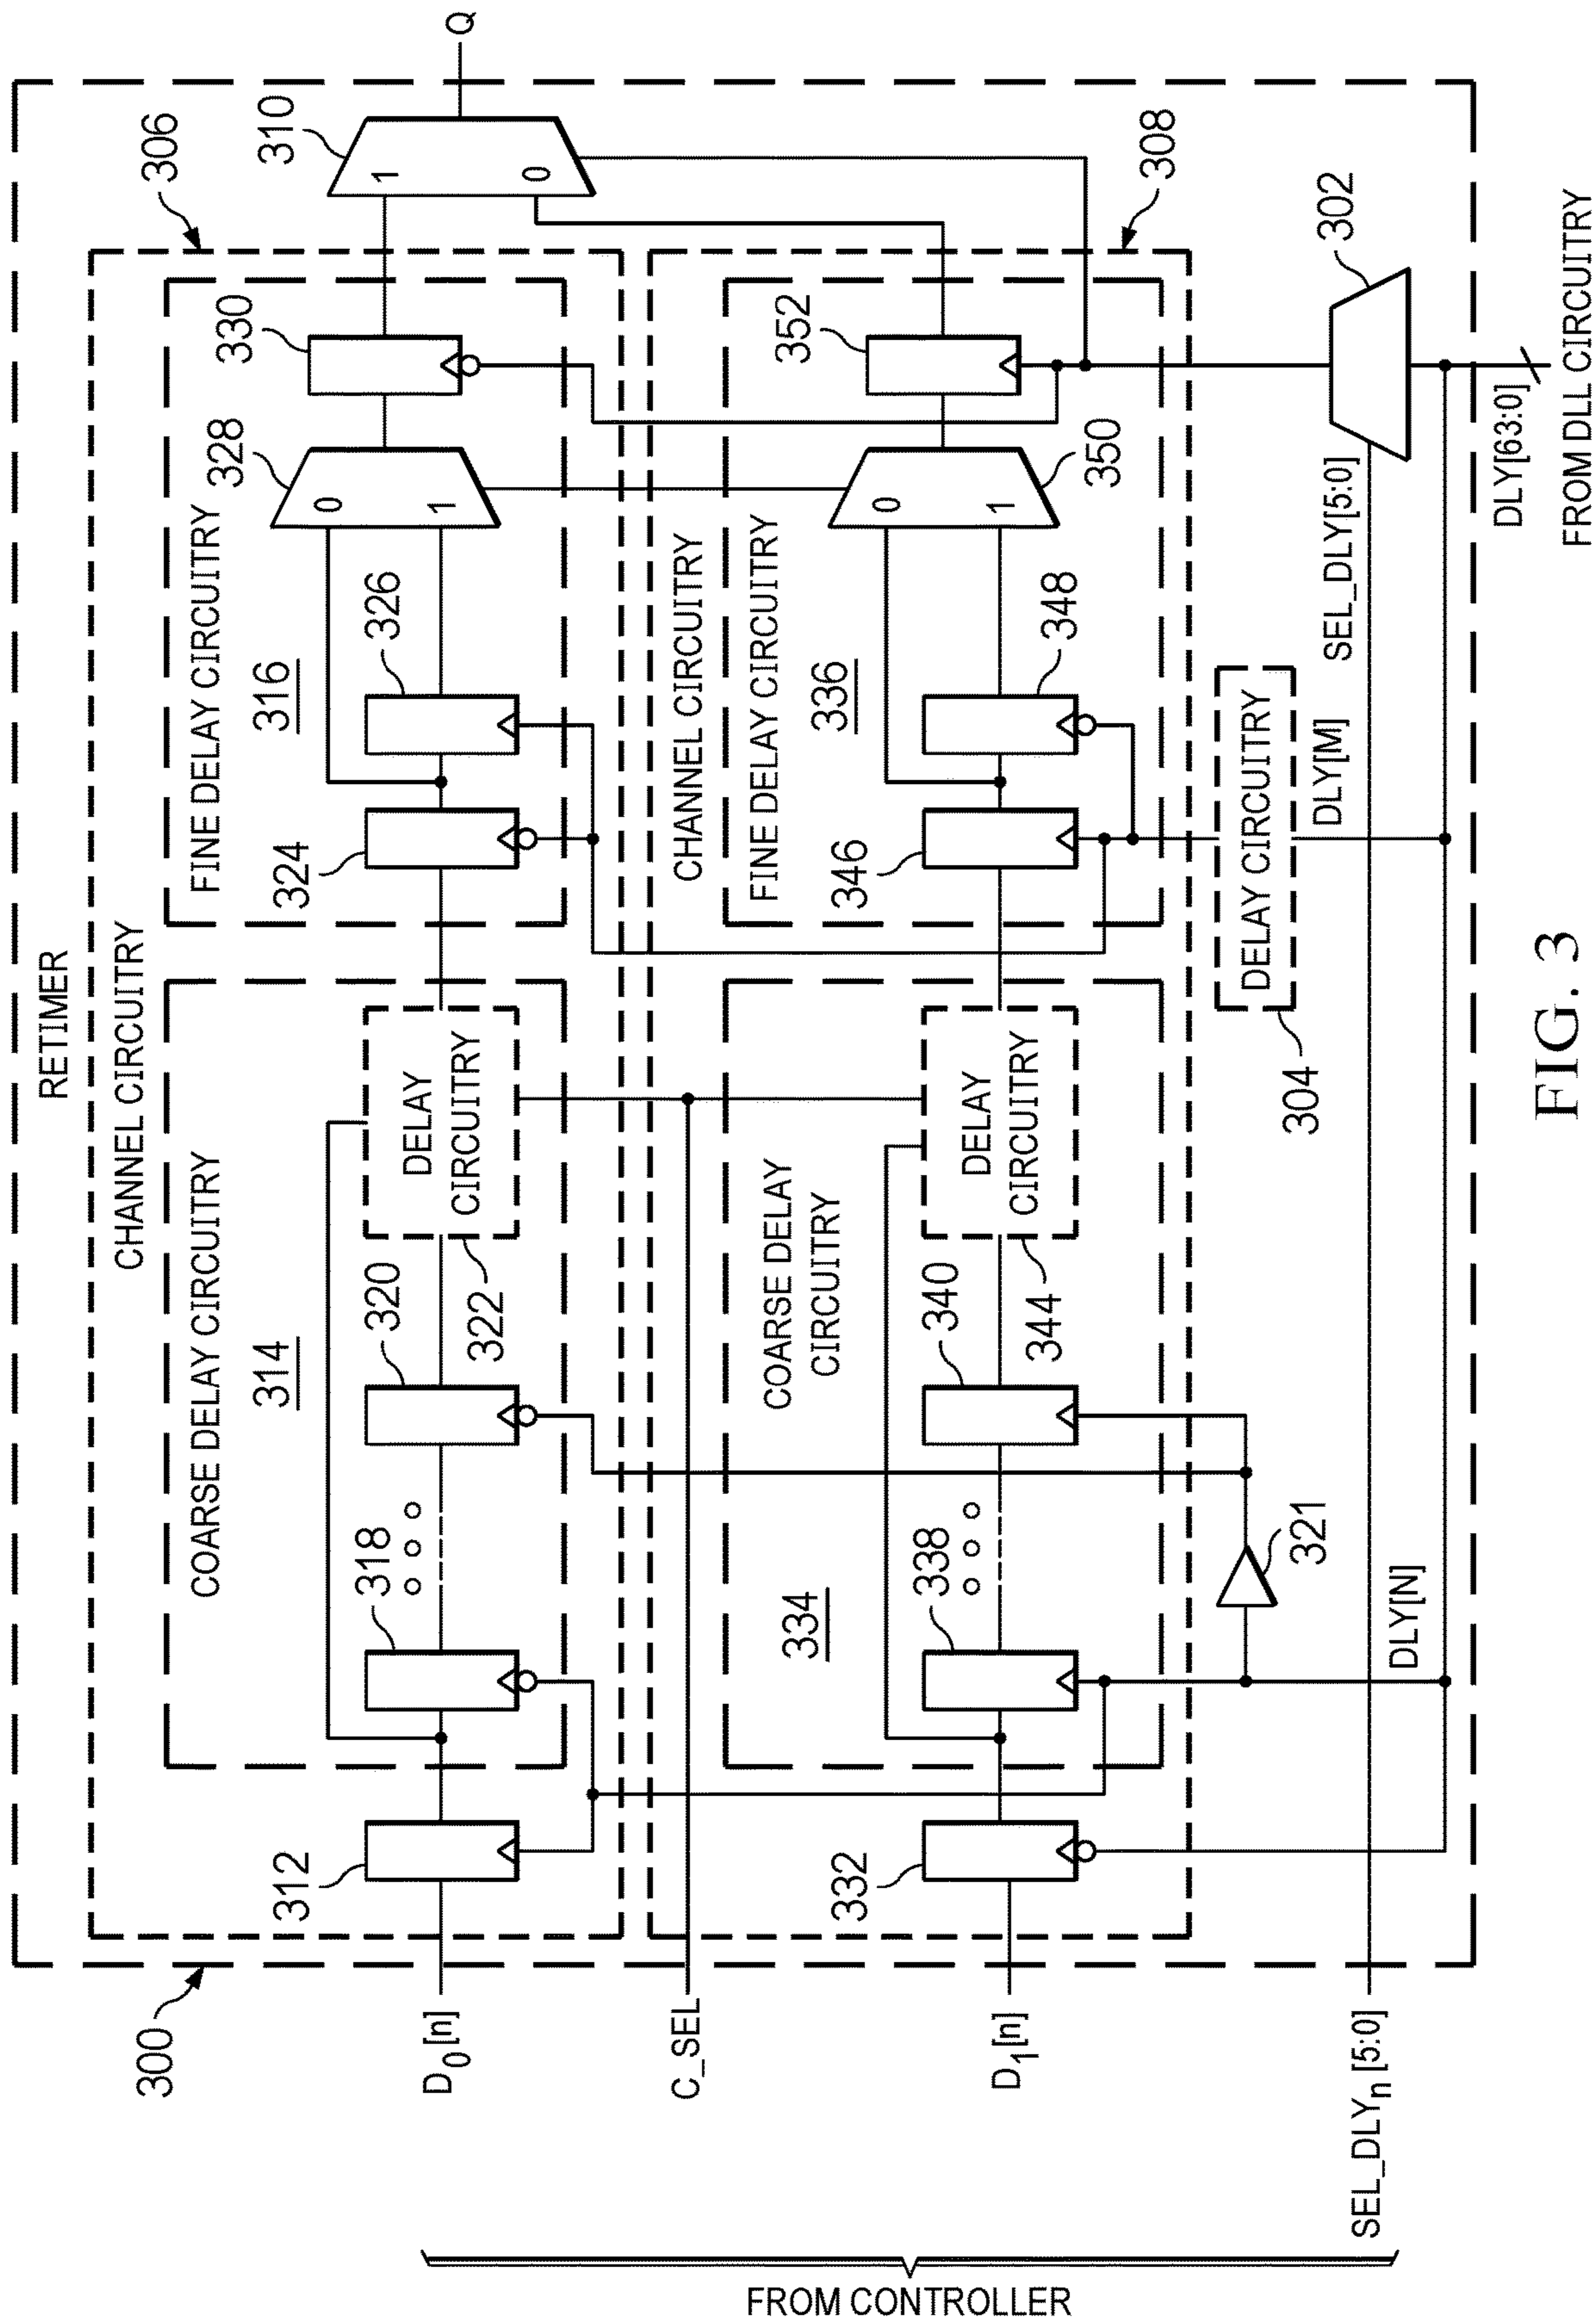 RETIMER
300
CHANNEL CIRCUITRY
306
COARSE DELAY CIRCUITRY
314
FINE DELAY CIRCUITRY
316
D0[n]
312
318
320
DELAY
CIRCUITRY
322
324
326
328
0
1
330
310
1
0
Q
C_SEL
CHANNEL CIRCUITRY
308
COARSE DELAY
CIRCUITRY
334
FINE DELAY CIRCUITRY
336
D1[n]
332
338
340
DELAY
CIRCUITRY
344
346
348
350
0
1
352
321
DELAY CIRCUITRY
304
DLY[N]
DLY[M]
SEL_DLY[5:0]
302
SEL_DLYn [5:0]
DLY[63:0]
FROM DLL CIRCUITRY
FROM CONTROLLER
FIG. 3